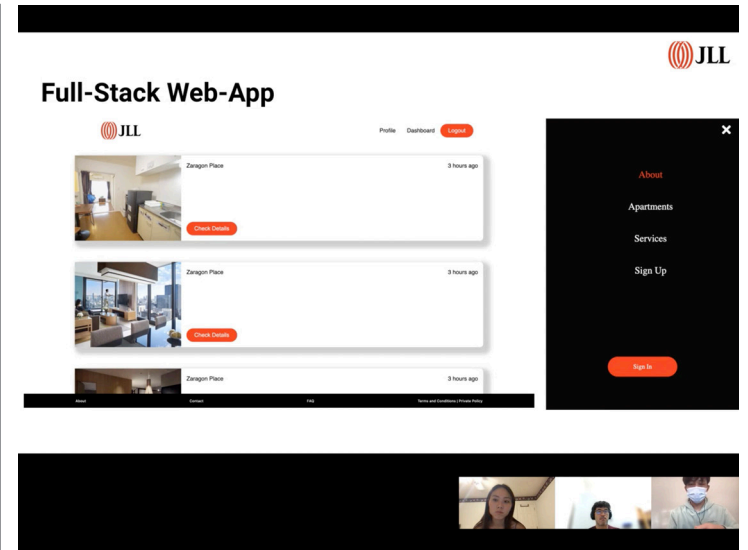 JLL
Full-Stack Web-App
JLL
Profile Dashboard Logout
Zaragon Place 3 hours ago
Check Details
Zaragon Place 3 hours ago
Check Details
Zaragon Place 3 hours ago
About Contact FAQ Terms and Conditions | Private Policy
About
Apartments
Services
Sign Up
Sign In